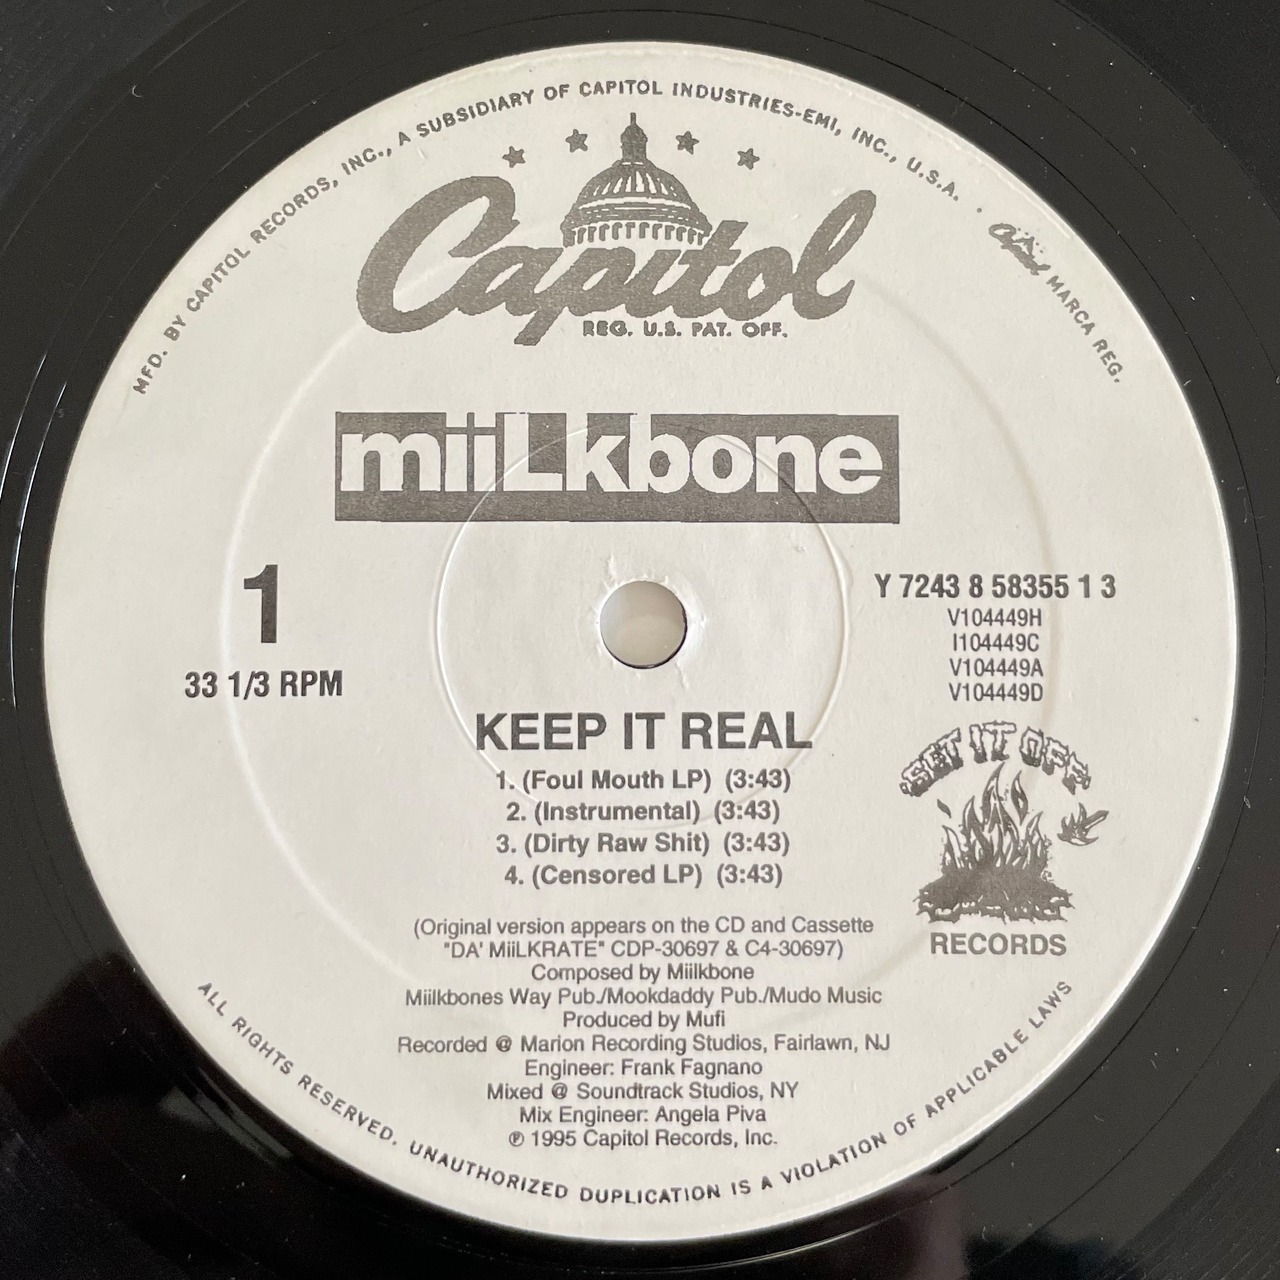 MFD. BY CAPITOL RECORDS, INC., A SUBSIDIARY OF CAPITOL INDUSTRIES-EMI, INC., U.S.A. · Capitol MARCA REG.
Capitol
REG. U.S. PAT. OFF.
miiLkbone
1
33 1/3 RPM
Y 7243 8 58355 1 3
V104449H
I104449C
V104449A
V104449D
SET IT OFF
RECORDS
KEEP IT REAL
1. (Foul Mouth LP) (3:43)
2. (Instrumental) (3:43)
3. (Dirty Raw Shit) (3:43)
4. (Censored LP) (3:43)
(Original version appears on the CD and Cassette
"DA' MiiLKRATE" CDP-30697 & C4-30697)
Composed by Miilkbone
Miilkbones Way Pub./Mookdaddy Pub./Mudo Music
Produced by Mufi
Recorded @ Marion Recording Studios, Fairlawn, NJ
Engineer: Frank Fagnano
Mixed @ Soundtrack Studios, NY
Mix Engineer: Angela Piva
℗ 1995 Capitol Records, Inc.
ALL RIGHTS RESERVED. UNAUTHORIZED DUPLICATION IS A VIOLATION OF APPLICABLE LAWS